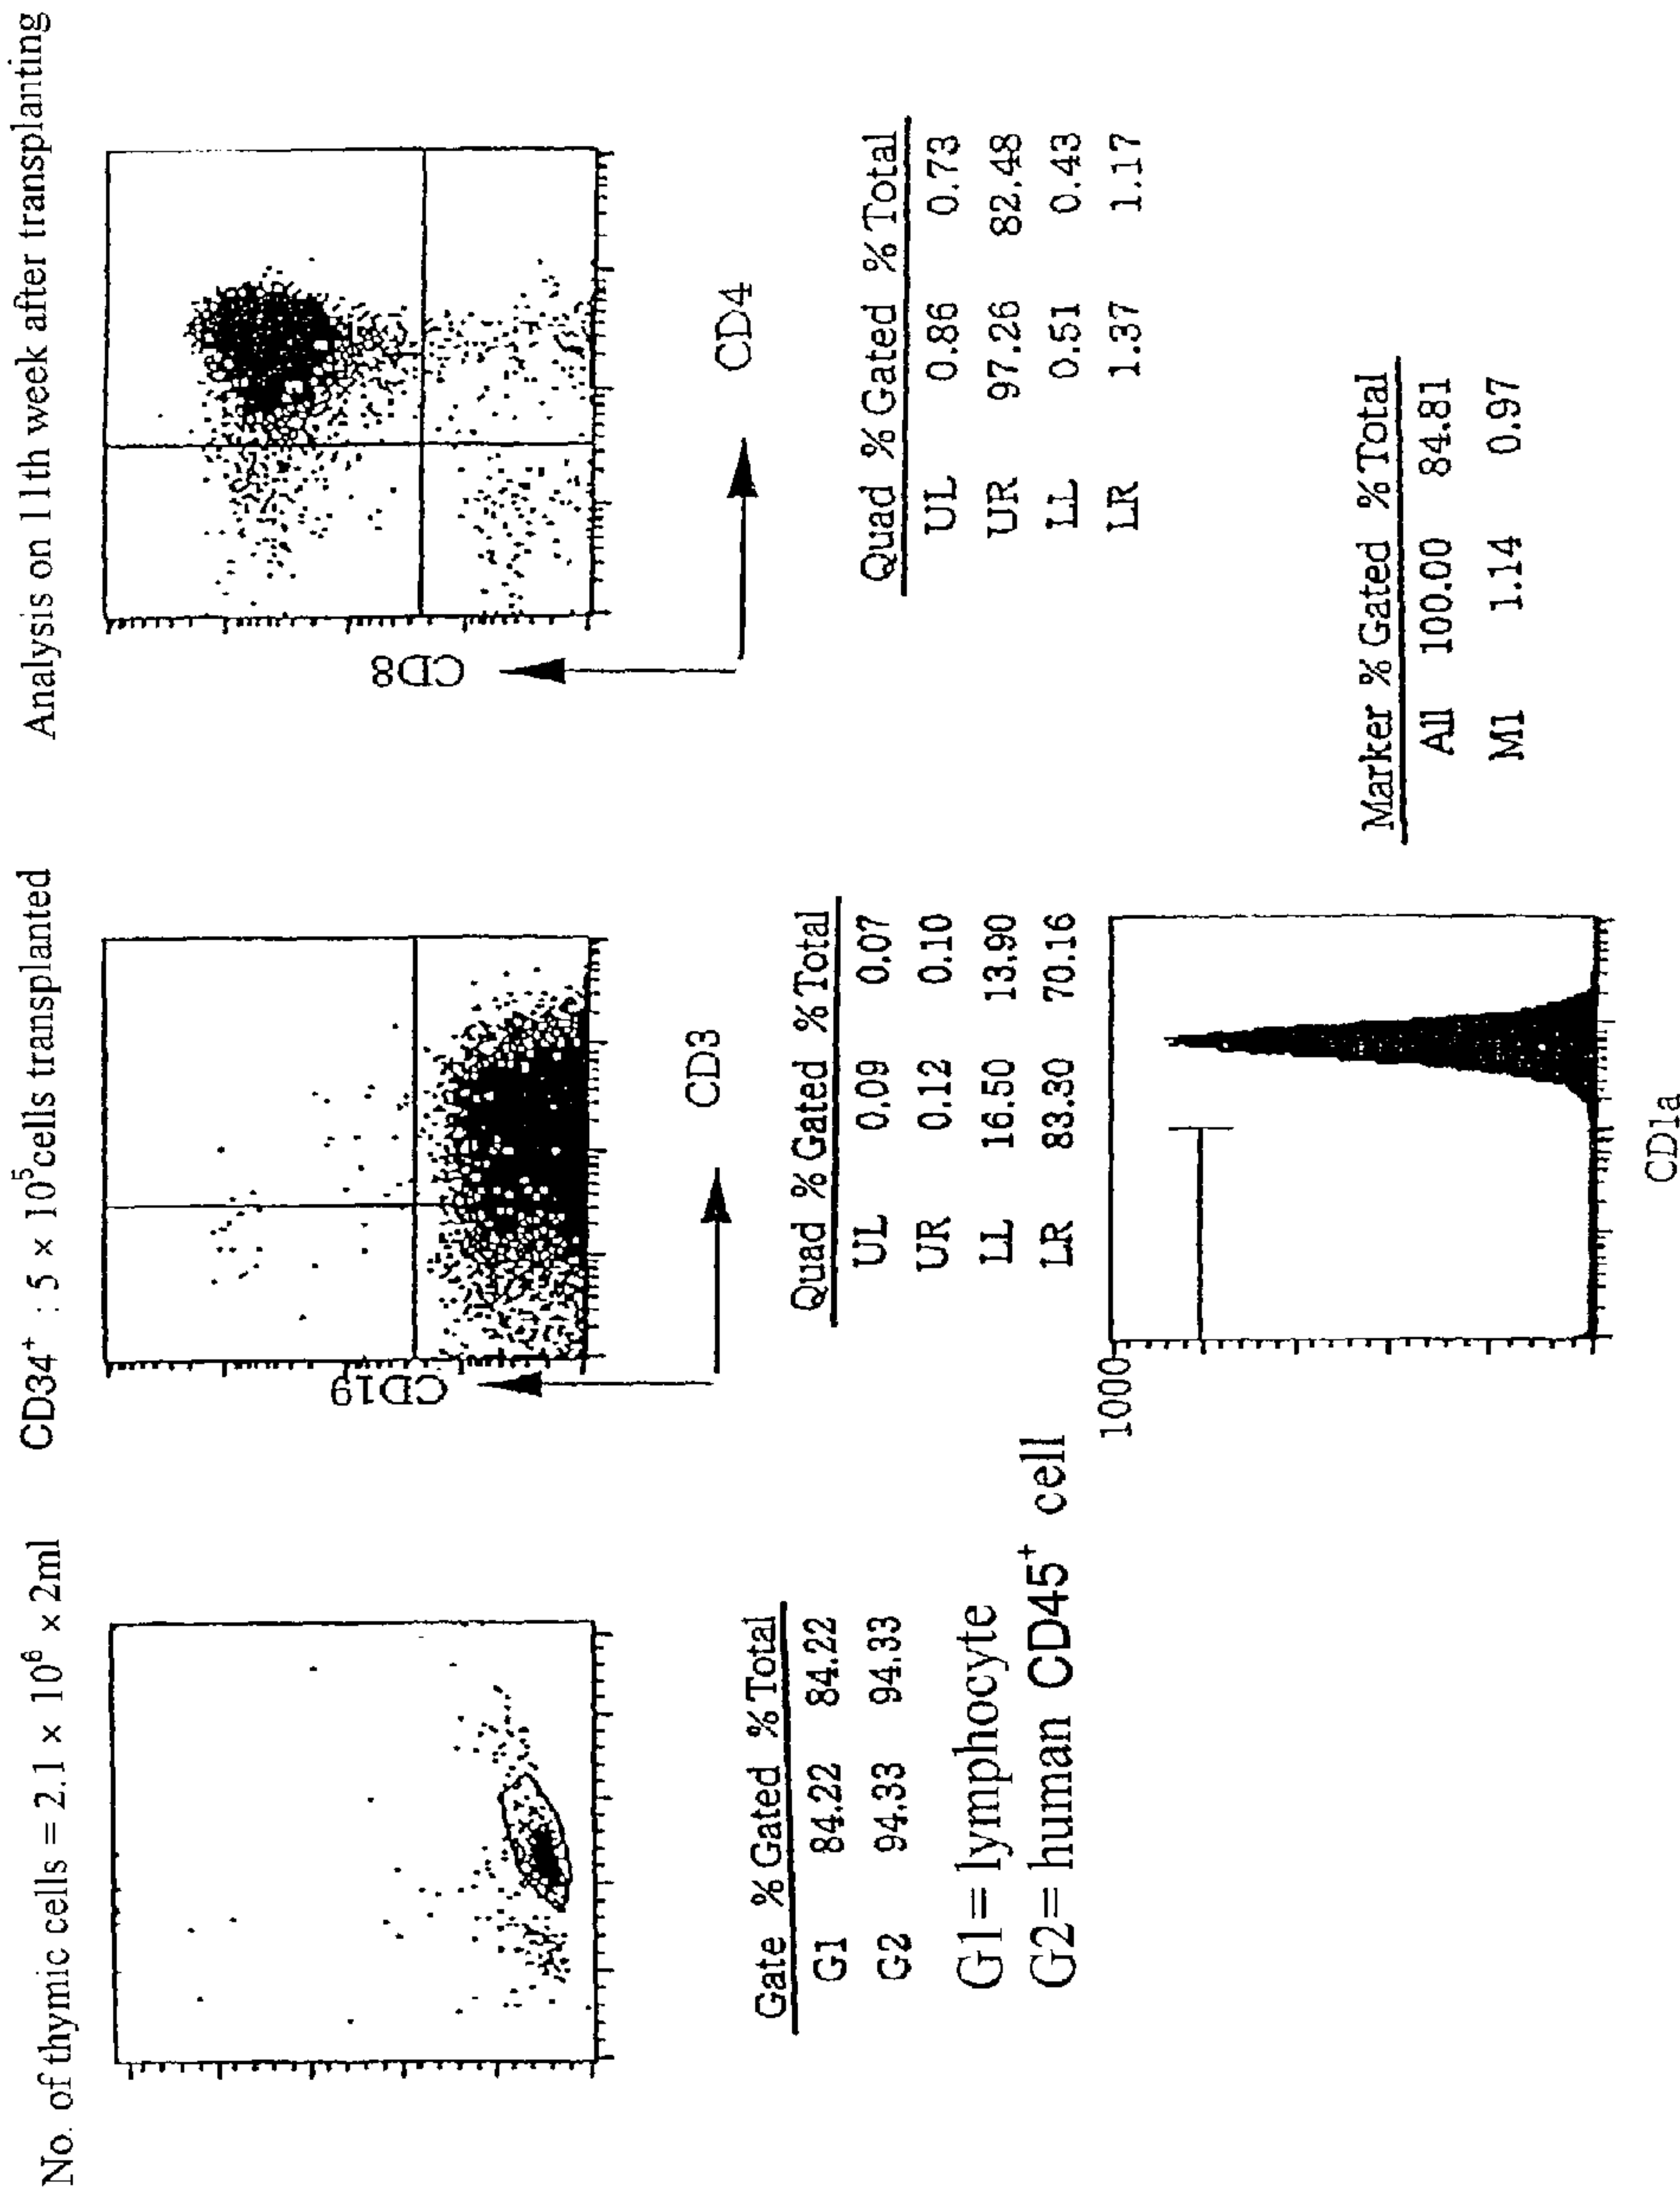 No. of thymic cells = 2.1 × 10⁶ × 2ml
CD34⁺ : 5 × 10⁵ cells transplanted
Analysis on 11th week after transplanting
Gate % Gated % Total
G1 84.22 84.22
G2 94.33 94.33
G1= lymphocyte
G2= human CD45⁺ cell
CD19
CD3
Quad % Gated % Total
UL 0.09 0.07
UR 0.12 0.10
LL 16.50 13.90
LR 83.30 70.16
CD8
CD4
Quad % Gated % Total
UL 0.86 0.73
UR 97.26 82.48
LL 0.51 0.43
LR 1.37 1.17
1000
CD1a
Marker % Gated % Total
All 100.00 84.81
M1 1.14 0.97